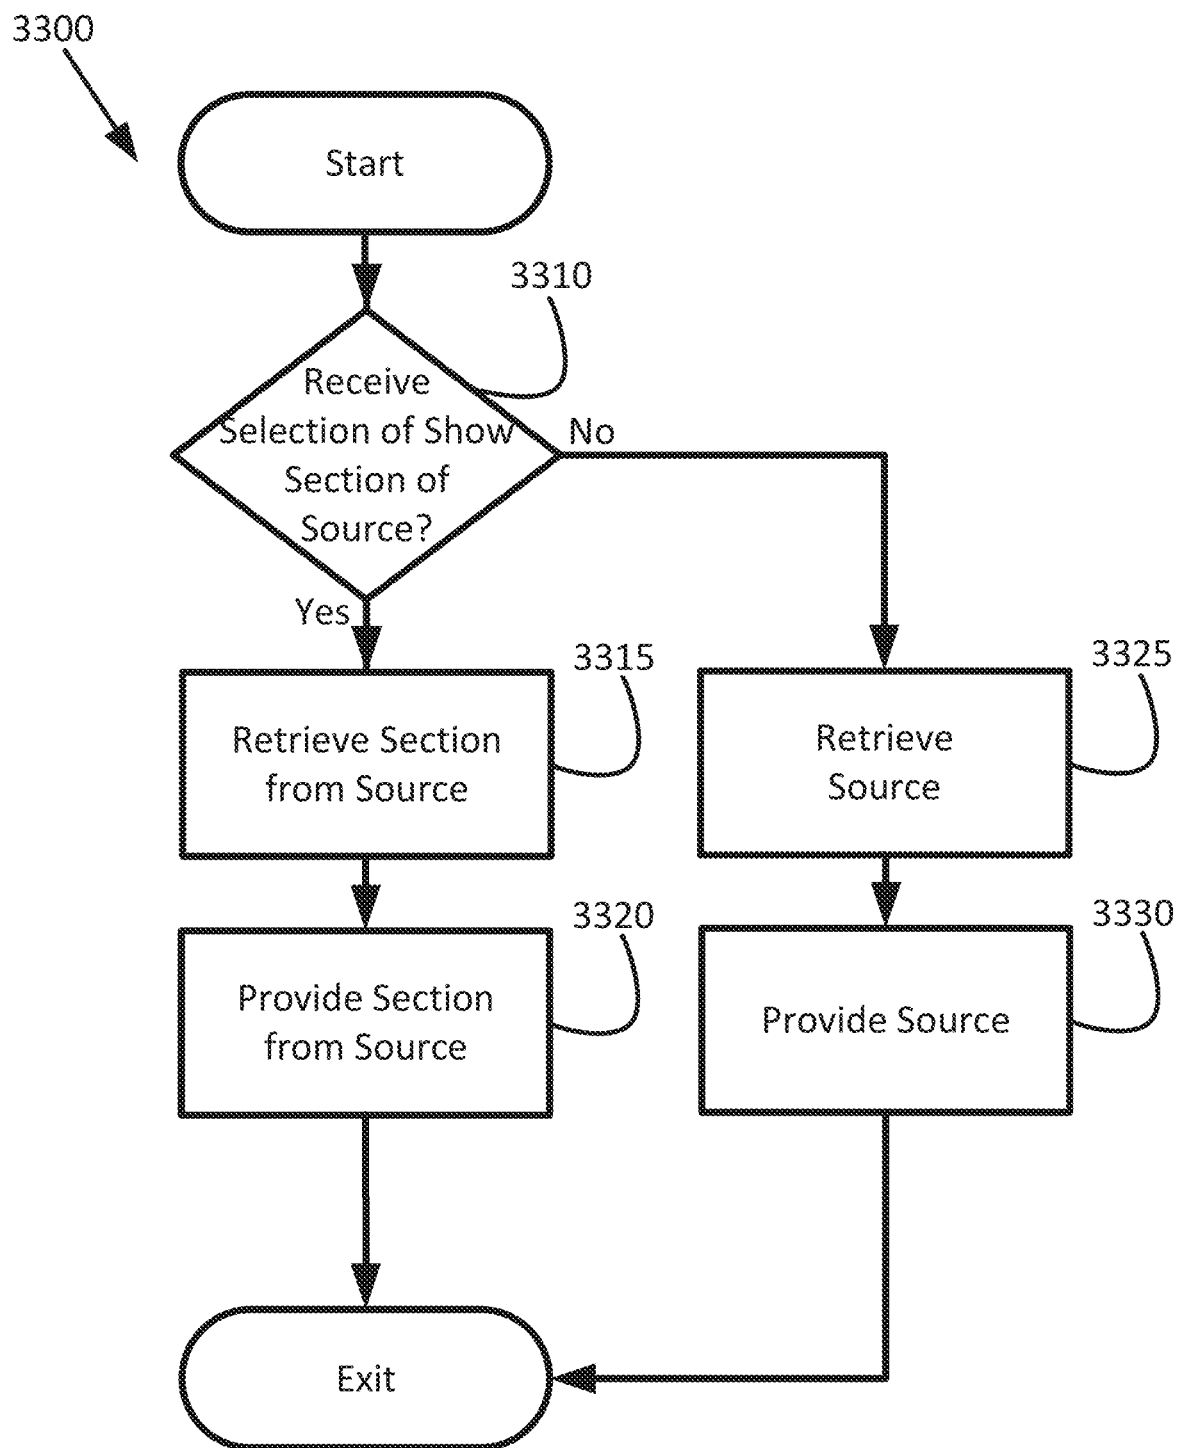 3300
Start
3310
Receive
Selection of Show
Section of
Source?
No
Yes
3315
Retrieve Section
from Source
3325
Retrieve
Source
3320
Provide Section
from Source
3330
Provide Source
Exit